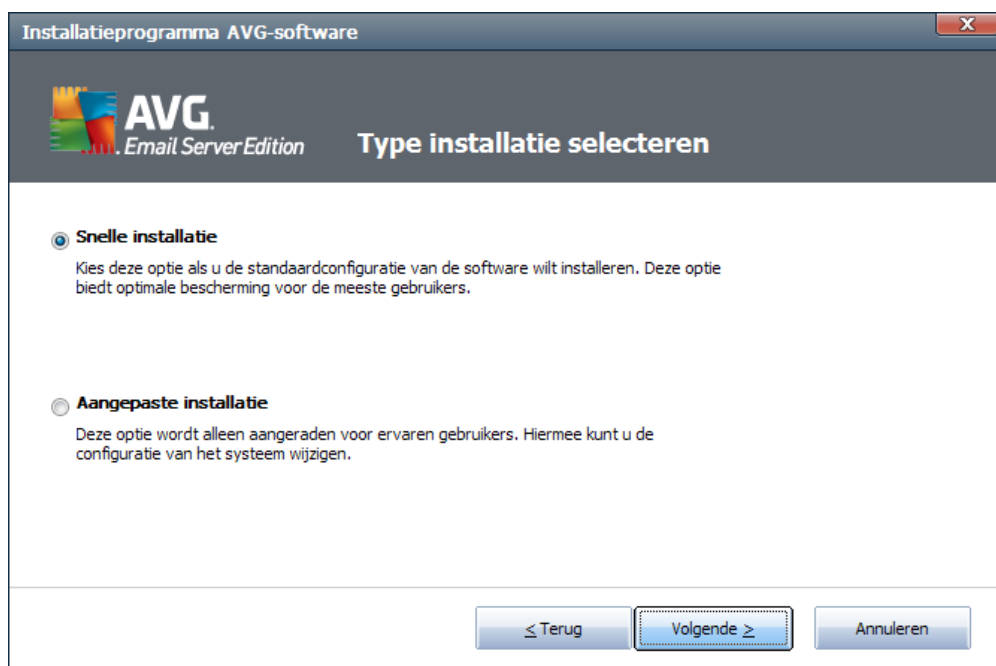 Installatieprogramma AVG-software
X
AVG.
Email Server Edition
Type installatie selecteren
Snelle installatie
Kies deze optie als u de standaardconfiguratie van de software wilt installeren. Deze optie
biedt optimale bescherming voor de meeste gebruikers.
Aangepaste installatie
Deze optie wordt alleen aangeraden voor ervaren gebruikers. Hiermee kunt u de
configuratie van het systeem wijzigen.
< Terug
Volgende >
Annuleren